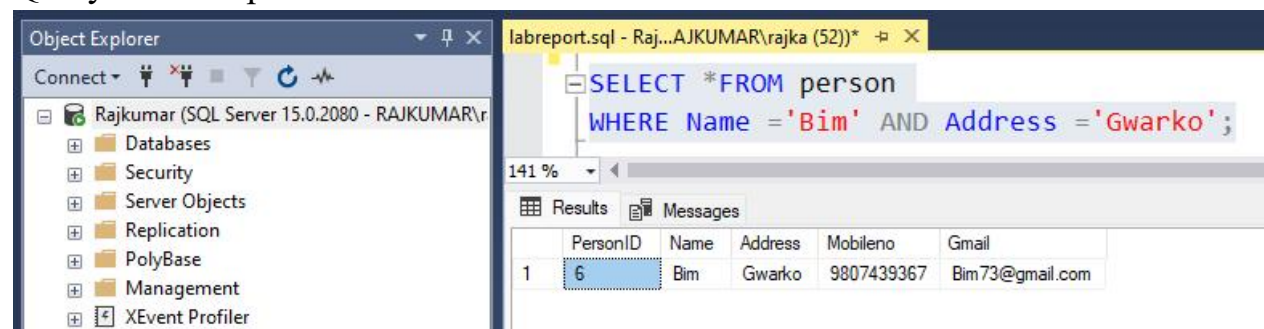 Object Explorer
Connect
Rajkumar (SQL Server 15.0.2080 - RAJKUMAR\r
Databases
Security
Server Objects
Replication
PolyBase
Management
XEvent Profiler
labreport.sql - Raj...AJKUMAR\rajka (52))*
SELECT *FROM person
WHERE Name ='Bim' AND Address ='Gwarko';
141 %
Results Messages
PersonID Name Address Mobileno Gmail
1 6 Bim Gwarko 9807439367 Bim73@gmail.com